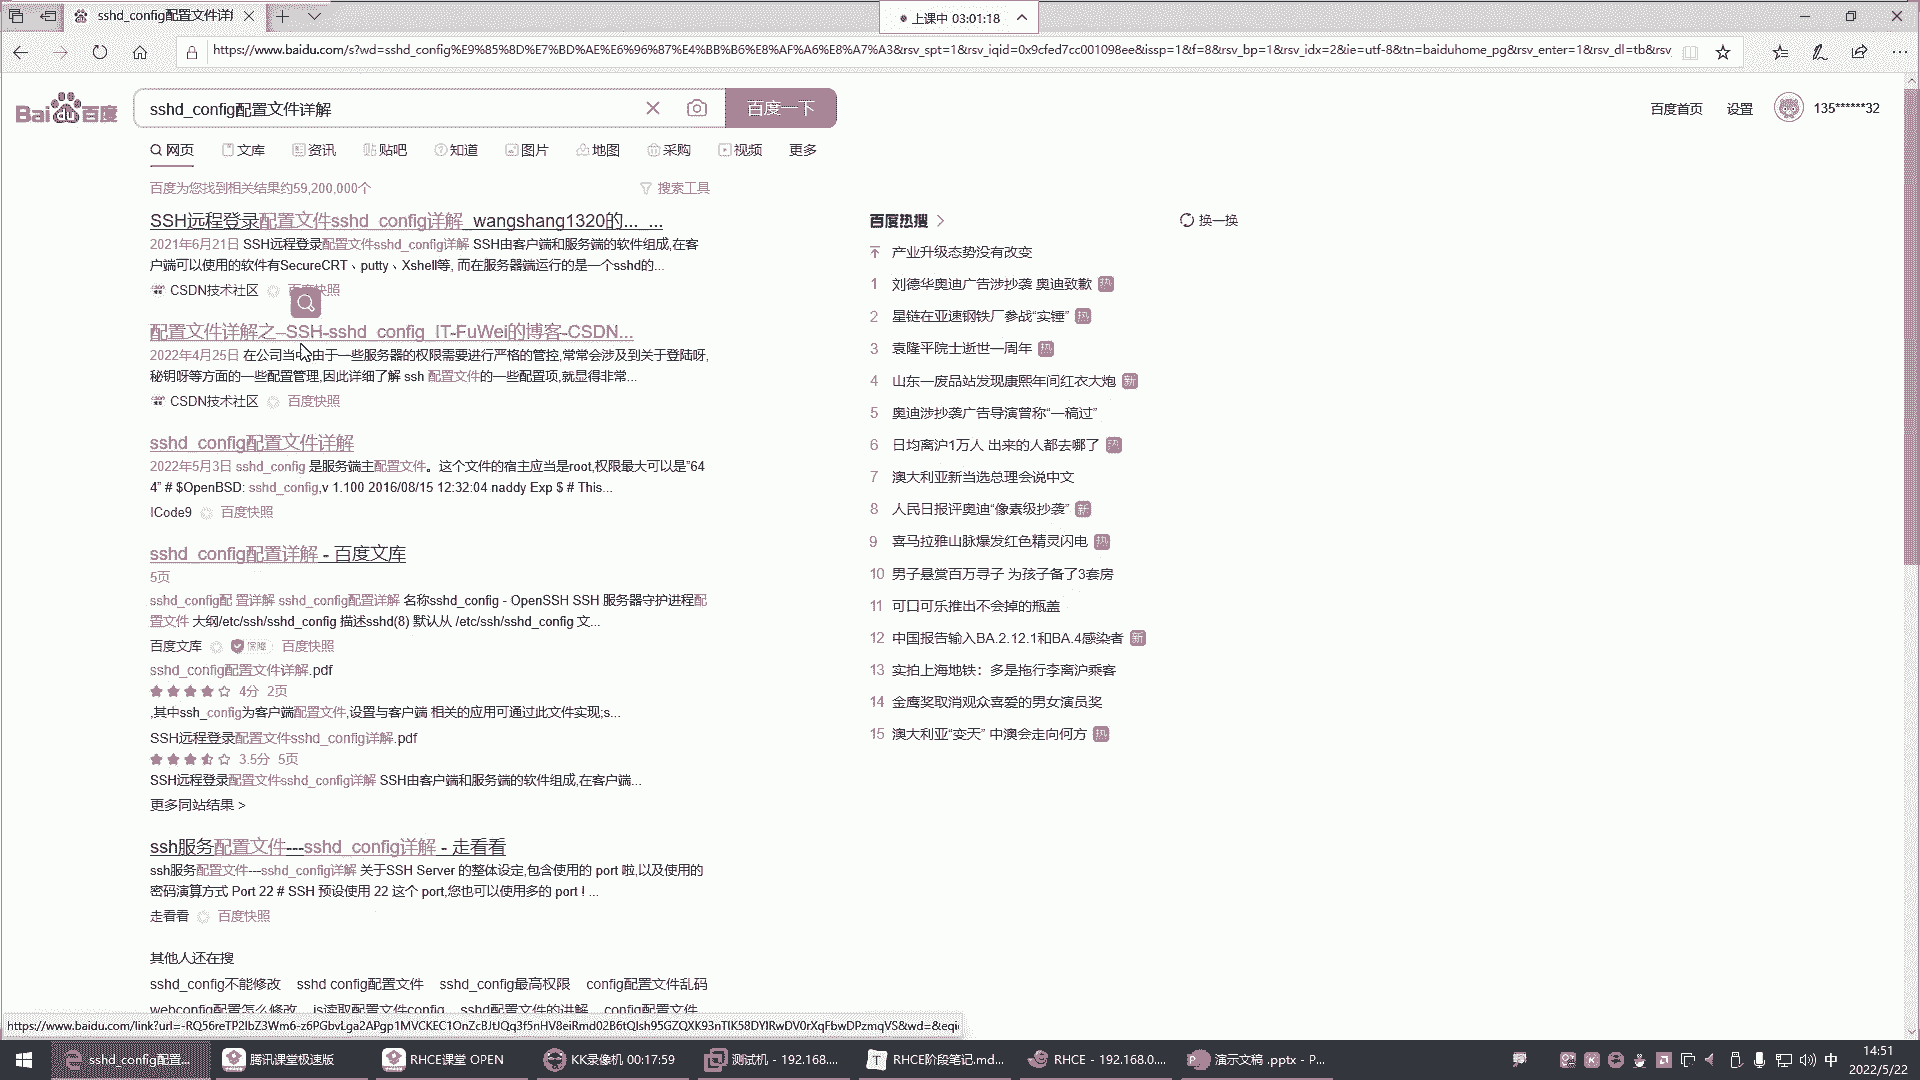 sshd_config配置文件详解
上课中 03:01:18
https://www.baidu.com/s?wd=sshd_config%E9%85%8D%E7%BD%AE%E6%96%87%E4%BB%B6%E8%AF%A6%E8%A7%A3&rsv_spt=1&rsv_iqid=0x9cfed7cc001098ee&issp=1&f=8&rsv_bp=1&rsv_idx=2&ie=utf-8&tn=baiduhome_pg&rsv_enter=1&rsv_dl=tb&rsv
Bai du 百度
sshd_config配置文件详解
百度一下
百度首页 设置 135******32
网页 文库 资讯 贴吧 知道 图片 地图 采购 视频 更多
百度为您找到相关结果约59,200,000个
搜索工具
SSH远程登录配置文件sshd_config详解_wangshang1320的..._...
2021年6月21日 SSH远程登录配置文件sshd_config详解 SSH由客户端和服务端的软件组成,在客
户端可以使用的软件有SecureCRT、putty、Xshell等, 而在服务器端运行的是一个sshd的...
CSDN技术社区 百度快照
配置文件详解之--SSH-sshd_config_IT-FuWei的博客-CSDN...
2022年4月25日 在公司当中由于一些服务器的权限需要进行严格的管控,常常会涉及到关于登陆呀,
秘钥呀等方面的一些配置管理,因此详细了解 ssh 配置文件的一些配置项,就显得非常...
CSDN技术社区 百度快照
sshd_config配置文件详解
2022年5月3日 sshd_config 是服务端主配置文件。这个文件的宿主应当是root,权限最大可以是"64
4" # $OpenBSD: sshd_config,v 1.100 2016/08/15 12:32:04 naddy Exp $ # This...
ICode9 百度快照
sshd_config配置详解 - 百度文库
5页
sshd_config配 置详解 sshd_config配置详解 名称sshd_config - OpenSSH SSH 服务器守护进程配
置文件 大纲/etc/ssh/sshd_config 描述sshd(8) 默认从 /etc/ssh/sshd_config 文...
百度文库 保障 百度快照
sshd_config配置文件详解.pdf
4分 2页
,其中ssh_config为客户端配置文件,设置与客户端 相关的应用可通过此文件实现;s...
SSH远程登录配置文件sshd_config详解.pdf
3.5分 5页
SSH远程登录配置文件sshd_config详解 SSH由客户端和服务端的软件组成,在客户端...
更多同站结果 >
ssh服务配置文件---sshd_config详解 - 走看看
ssh服务配置文件---sshd_config详解 关于SSH Server 的整体设定,包含使用的 port 啦,以及使用的
密码演算方式 Port 22 # SSH 预设使用 22 这个 port,您也可以使用多的 port ! ...
走看看 百度快照
其他人还在搜
sshd_config不能修改 sshd config配置文件 sshd_config最高权限 config配置文件乱码
webconfig配置怎么修改 js读取配置文件config sshd配置文件的讲解 config配置文件
百度热搜
换一换
产业升级态势没有改变
1 刘德华奥迪广告涉抄袭 奥迪致歉 热
2 星链在亚速钢铁厂参战“实锤” 热
3 袁隆平院士逝世一周年 热
4 山东一废品站发现康熙年间红衣大炮 新
5 奥迪涉抄袭广告导演曾称“一稿过”
6 日均离沪1万人 出来的人都去哪了 热
7 澳大利亚新当选总理会说中文
8 人民日报评奥迪“像素级抄袭” 新
9 喜马拉雅山脉爆发红色精灵闪电 热
10 男子悬赏百万寻子 为孩子备了3套房
11 可口可乐推出不会掉的瓶盖
12 中国报告输入BA.2.12.1和BA.4感染者 新
13 实拍上海地铁：多是拖行李离沪乘客
14 金鹰奖取消观众喜爱的男女演员奖
15 澳大利亚“变天” 中澳会走向何方 热
sshd_config配置... 腾讯课堂极速版 RHCE课堂 OPEN KK录像机 00:17:59 测试机 - 192.168.... RHCE阶段笔记.md... RHCE - 192.168.0.... 演示文稿 .pptx - P...
中
14:51
2022/5/22